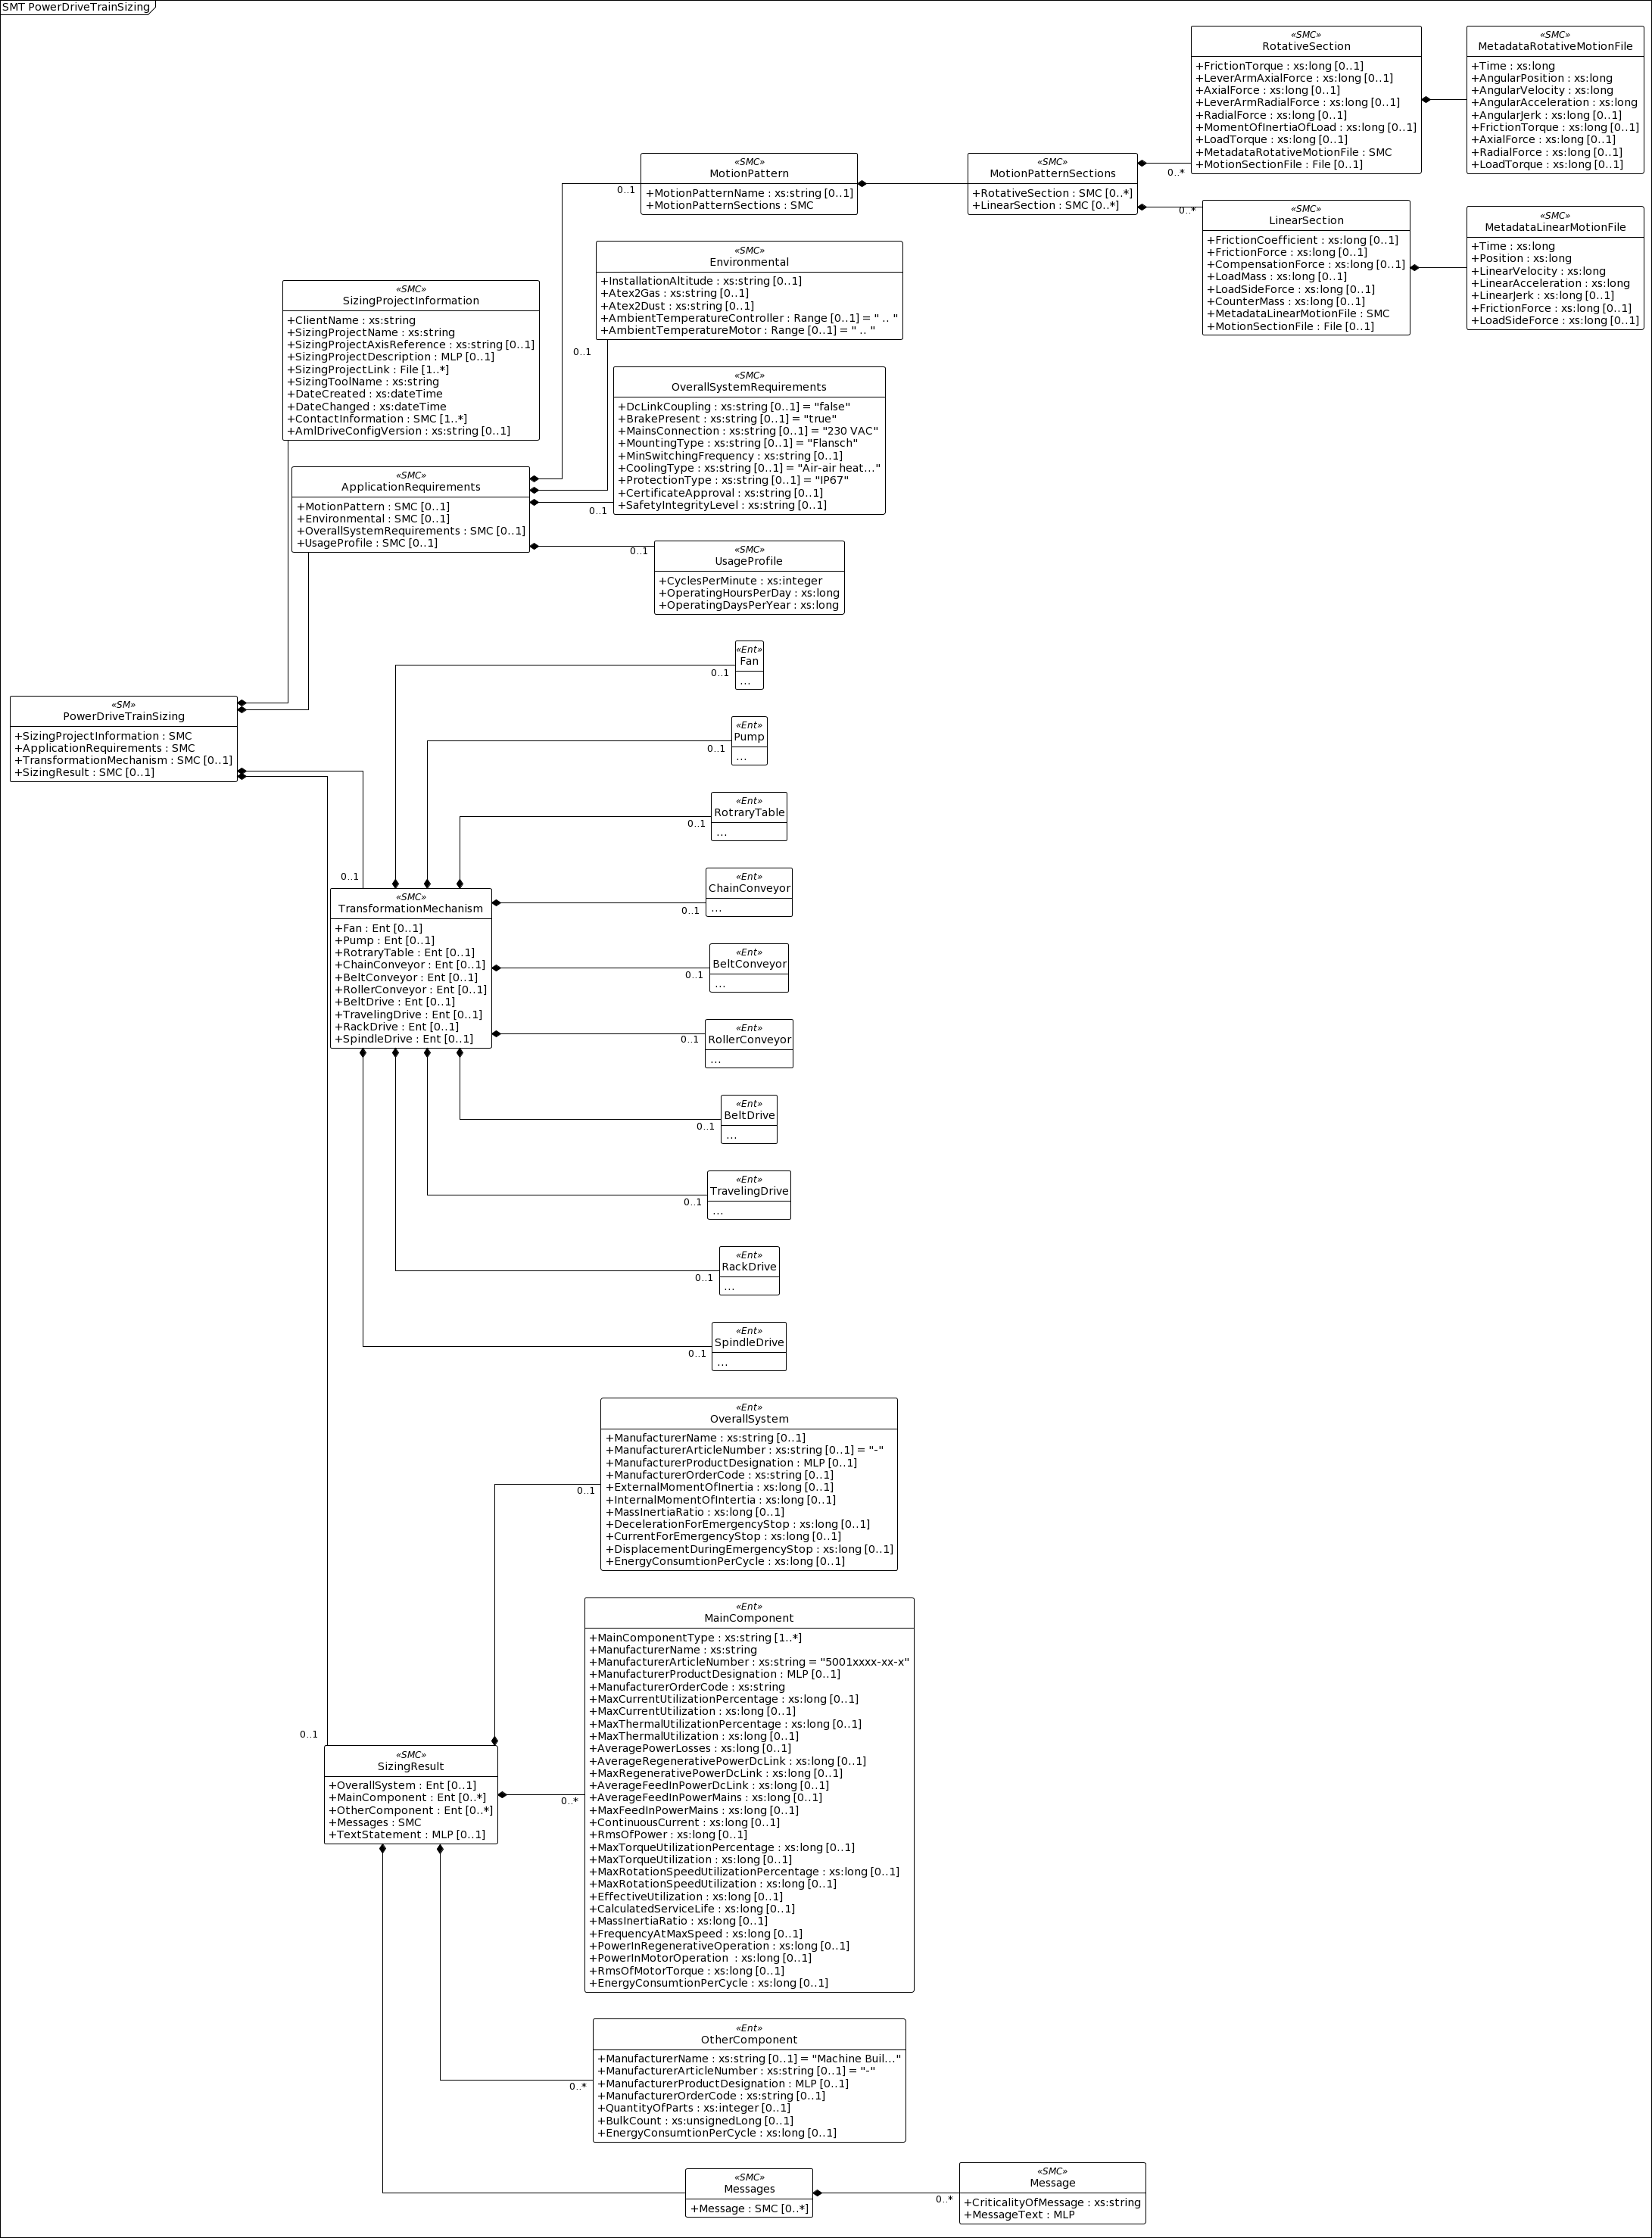 SMT PowerDriveTrainSizing
«SMC»
RotativeSection
+FrictionTorque : xs:long [0..1]
+LeverArmAxialForce : xs:long [0..1]
+AxialForce : xs:long [0..1]
+LeverArmRadialForce : xs:long [0..1]
+RadialForce : xs:long [0..1]
+MomentOfInertiaOfLoad : xs:long [0..1]
+LoadTorque : xs:long [0..1]
+MetadataRotativeMotionFile : SMC
+MotionSectionFile : File [0..1]
«SMC»
MetadataRotativeMotionFile
+Time : xs:long
+AngularPosition : xs:long
+AngularVelocity : xs:long
+AngularAcceleration : xs:long
+AngularJerk : xs:long [0..1]
+FrictionTorque : xs:long [0..1]
+AxialForce : xs:long [0..1]
+RadialForce : xs:long [0..1]
+LoadTorque : xs:long [0..1]
«SMC»
MotionPattern
+MotionPatternName : xs:string [0..1]
+MotionPatternSections : SMC
0..1
«SMC»
MotionPatternSections
+RotativeSection : SMC [0..*]
+LinearSection : SMC [0..*]
0..*
0..*
«SMC»
LinearSection
+FrictionCoefficient : xs:long [0..1]
+FrictionForce : xs:long [0..1]
+CompensationForce : xs:long [0..1]
+LoadMass : xs:long [0..1]
+LoadSideForce : xs:long [0..1]
+CounterMass : xs:long [0..1]
+MetadataLinearMotionFile : SMC
+MotionSectionFile : File [0..1]
«SMC»
MetadataLinearMotionFile
+Time : xs:long
+Position : xs:long
+LinearVelocity : xs:long
+LinearAcceleration : xs:long
+LinearJerk : xs:long [0..1]
+FrictionForce : xs:long [0..1]
+LoadSideForce : xs:long [0..1]
«SMC»
Environmental
+InstallationAltitude : xs:string [0..1]
+Atex2Gas : xs:string [0..1]
+Atex2Dust : xs:string [0..1]
+AmbientTemperatureController : Range [0..1] = " .. "
+AmbientTemperatureMotor : Range [0..1] = " .. "
0..1
«SMC»
SizingProjectInformation
+ClientName : xs:string
+SizingProjectName : xs:string
+SizingProjectAxisReference : xs:string [0..1]
+SizingProjectDescription : MLP [0..1]
+SizingProjectLink : File [1..*]
+SizingToolName : xs:string
+DateCreated : xs:dateTime
+DateChanged : xs:dateTime
+ContactInformation : SMC [1..*]
+AmlDriveConfigVersion : xs:string [0..1]
«SMC»
OverallSystemRequirements
+DcLinkCoupling : xs:string [0..1] = "false"
+BrakePresent : xs:string [0..1] = "true"
+MainsConnection : xs:string [0..1] = "230 VAC"
+MountingType : xs:string [0..1] = "Flansch"
+MinSwitchingFrequency : xs:string [0..1]
+CoolingType : xs:string [0..1] = "Air-air heat..."
+ProtectionType : xs:string [0..1] = "IP67"
+CertificateApproval : xs:string [0..1]
+SafetyIntegrityLevel : xs:string [0..1]
0..1
«SMC»
ApplicationRequirements
+MotionPattern : SMC [0..1]
+Environmental : SMC [0..1]
+OverallSystemRequirements : SMC [0..1]
+UsageProfile : SMC [0..1]
0..1
«SMC»
UsageProfile
+CyclesPerMinute : xs:integer
+OperatingHoursPerDay : xs:long
+OperatingDaysPerYear : xs:long
«Ent»
Fan
...
0..1
«SM»
PowerDriveTrainSizing
+SizingProjectInformation : SMC
+ApplicationRequirements : SMC
+TransformationMechanism : SMC [0..1]
+SizingResult : SMC [0..1]
«Ent»
Pump
...
0..1
«Ent»
RotraryTable
...
0..1
0..1
«SMC»
TransformationMechanism
+Fan : Ent [0..1]
+Pump : Ent [0..1]
+RotraryTable : Ent [0..1]
+ChainConveyor : Ent [0..1]
+BeltConveyor : Ent [0..1]
+RollerConveyor : Ent [0..1]
+BeltDrive : Ent [0..1]
+TravelingDrive : Ent [0..1]
+RackDrive : Ent [0..1]
+SpindleDrive : Ent [0..1]
«Ent»
ChainConveyor
...
0..1
«Ent»
BeltConveyor
...
0..1
«Ent»
RollerConveyor
...
0..1
«Ent»
BeltDrive
...
0..1
«Ent»
TravelingDrive
...
0..1
«Ent»
RackDrive
...
0..1
«Ent»
SpindleDrive
...
0..1
«Ent»
OverallSystem
+ManufacturerName : xs:string [0..1]
+ManufacturerArticleNumber : xs:string [0..1] = "-"
+ManufacturerProductDesignation : MLP [0..1]
+ManufacturerOrderCode : xs:string [0..1]
+ExternalMomentOfInertia : xs:long [0..1]
+InternalMomentOfIntertia : xs:long [0..1]
+MassInertiaRatio : xs:long [0..1]
+DecelerationForEmergencyStop : xs:long [0..1]
+CurrentForEmergencyStop : xs:long [0..1]
+DisplacementDuringEmergencyStop : xs:long [0..1]
+EnergyConsumtionPerCycle : xs:long [0..1]
0..1
«Ent»
MainComponent
+MainComponentType : xs:string [1..*]
+ManufacturerName : xs:string
+ManufacturerArticleNumber : xs:string = "5001xxxx-xx-x"
+ManufacturerProductDesignation : MLP [0..1]
+ManufacturerOrderCode : xs:string
+MaxCurrentUtilizationPercentage : xs:long [0..1]
+MaxCurrentUtilization : xs:long [0..1]
+MaxThermalUtilizationPercentage : xs:long [0..1]
+MaxThermalUtilization : xs:long [0..1]
+AveragePowerLosses : xs:long [0..1]
+AverageRegenerativePowerDcLink : xs:long [0..1]
+MaxRegenerativePowerDcLink : xs:long [0..1]
+AverageFeedInPowerDcLink : xs:long [0..1]
+AverageFeedInPowerMains : xs:long [0..1]
+MaxFeedInPowerMains : xs:long [0..1]
+ContinuousCurrent : xs:long [0..1]
+RmsOfPower : xs:long [0..1]
+MaxTorqueUtilizationPercentage : xs:long [0..1]
+MaxTorqueUtilization : xs:long [0..1]
+MaxRotationSpeedUtilizationPercentage : xs:long [0..1]
+MaxRotationSpeedUtilization : xs:long [0..1]
+EffectiveUtilization : xs:long [0..1]
+CalculatedServiceLife : xs:long [0..1]
+MassInertiaRatio : xs:long [0..1]
+FrequencyAtMaxSpeed : xs:long [0..1]
+PowerInRegenerativeOperation : xs:long [0..1]
+PowerInMotorOperation  : xs:long [0..1]
+RmsOfMotorTorque : xs:long [0..1]
+EnergyConsumtionPerCycle : xs:long [0..1]
0..*
0..1
«SMC»
SizingResult
+OverallSystem : Ent [0..1]
+MainComponent : Ent [0..*]
+OtherComponent : Ent [0..*]
+Messages : SMC
+TextStatement : MLP [0..1]
«Ent»
OtherComponent
+ManufacturerName : xs:string [0..1] = "Machine Buil..."
+ManufacturerArticleNumber : xs:string [0..1] = "-"
+ManufacturerProductDesignation : MLP [0..1]
+ManufacturerOrderCode : xs:string [0..1]
+QuantityOfParts : xs:integer [0..1]
+BulkCount : xs:unsignedLong [0..1]
+EnergyConsumtionPerCycle : xs:long [0..1]
0..*
«SMC»
Messages
+Message : SMC [0..*]
0..*
«SMC»
Message
+CriticalityOfMessage : xs:string
+MessageText : MLP